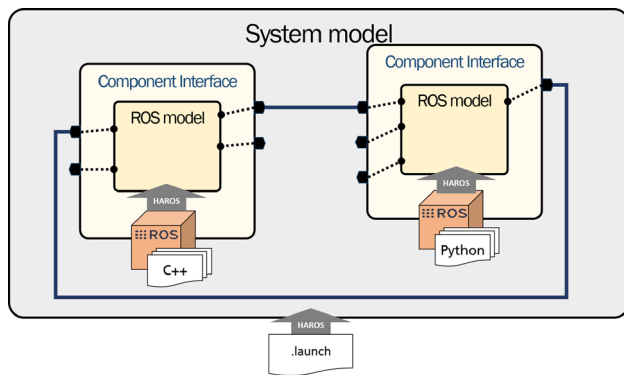 System model
Component Interface
ROS model
HAROS
ROS
C++
Component Interface
ROS model
HAROS
ROS
Python
HAROS
.launch